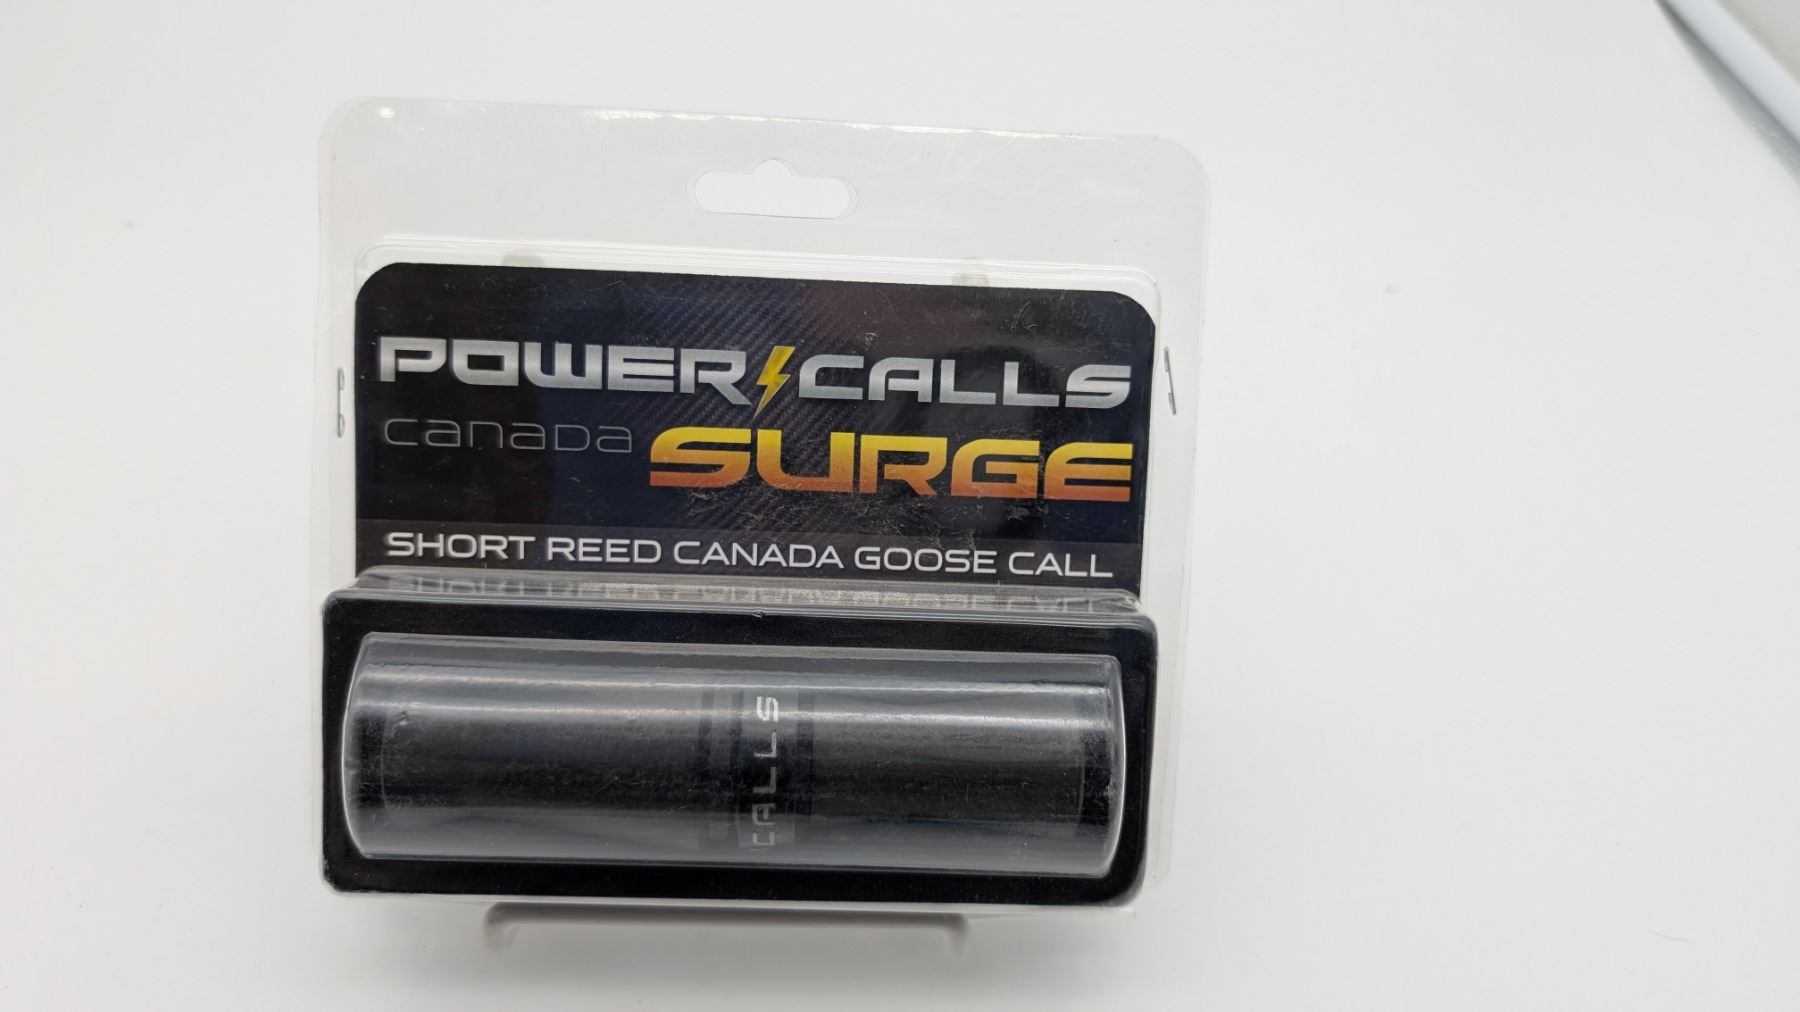 POWER CALLS
canada SURGE
SHORT REED CANADA GOOSE CALL
CALLS